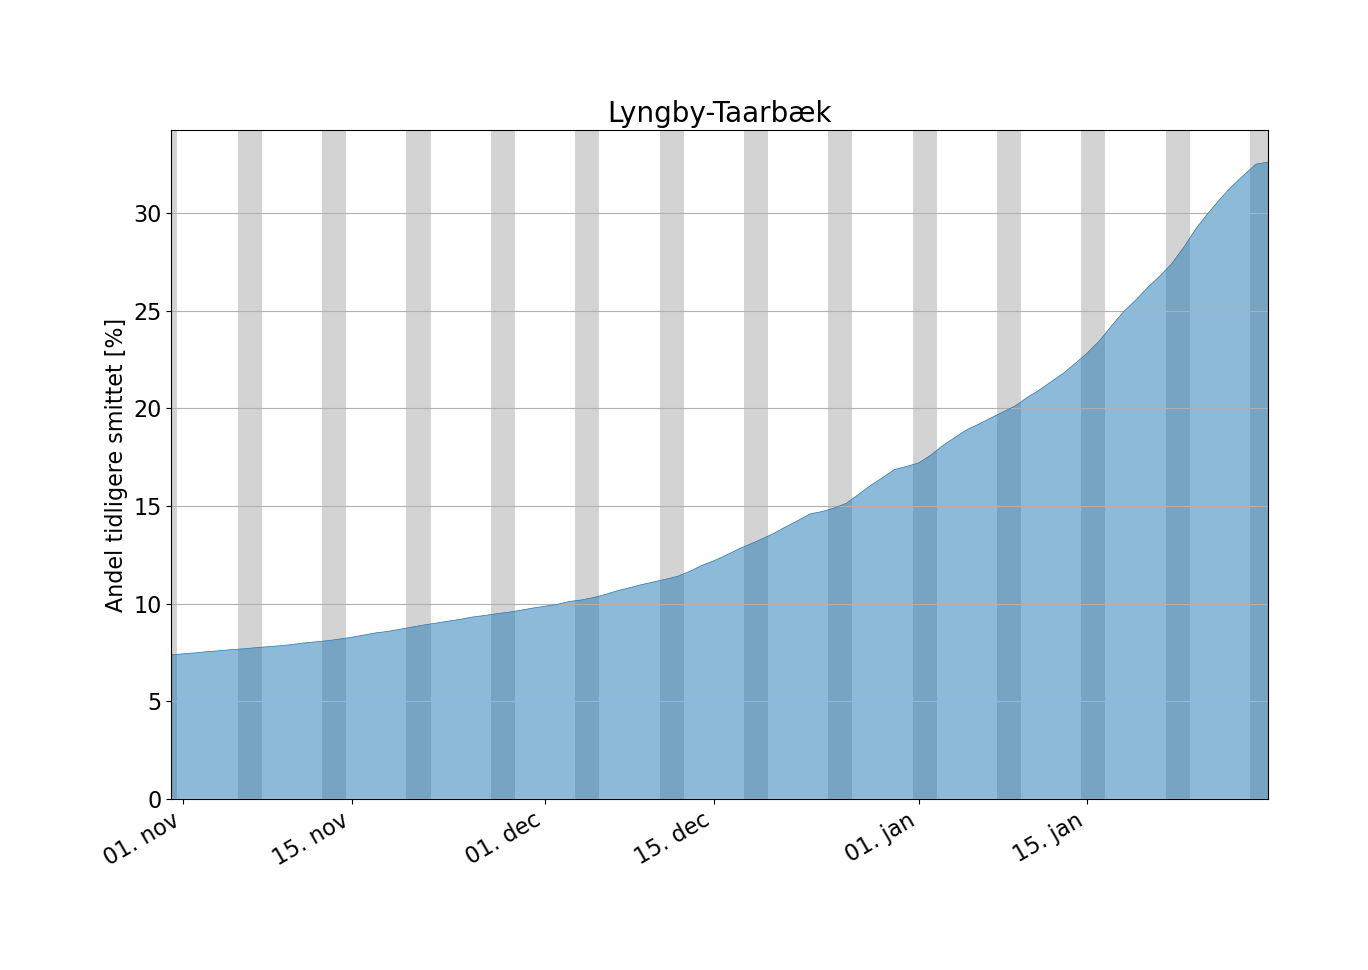 Lyngby-Taarbæk
Andel tidligere smittet [%]
30
25
20
15
10
5
0
01. nov
15. nov
01. dec
15. dec
01. jan
15. jan